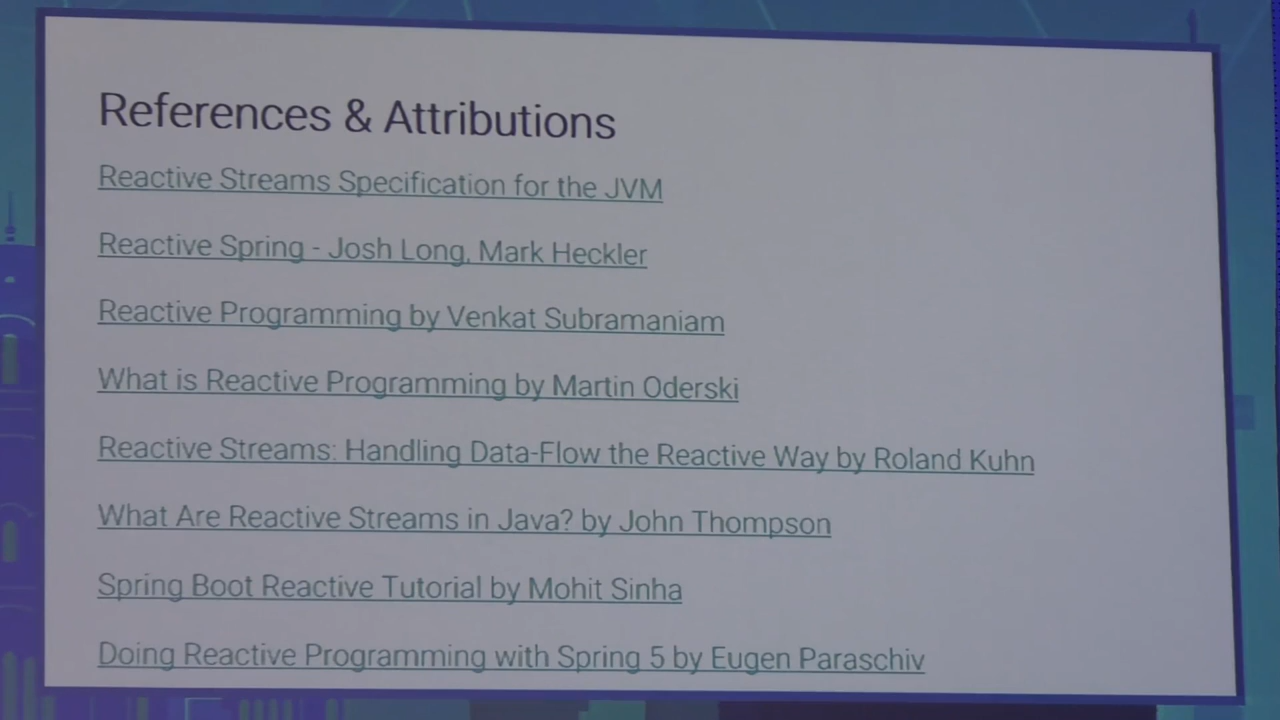 References & Attributions
Reactive Streams Specification for the JVM
Reactive Spring - Josh Long, Mark Heckler
Reactive Programming by Venkat Subramaniam
What is Reactive Programming by Martin Oderski
Reactive Streams: Handling Data-Flow the Reactive Way by Roland Kuhn
What Are Reactive Streams in Java? by John Thompson
Spring Boot Reactive Tutorial by Mohit Sinha
Doing Reactive Programming with Spring 5 by Eugen Paraschiv